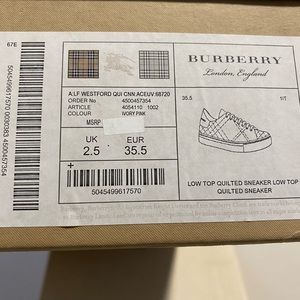 67E
5045499617570 0030083 4500457354
A:LF WESTFORD QUI CNN:ACEUV:68720
ORDER No 4500457354
ARTICLE 4054110 1002
COLOUR IVORY PINK
MSRP
UK EUR
2.5 35.5
5045499617570
BURBERRY
London, England
35.5 1/T
LOW TOP QUILTED SNEAKER LOW TOP
QUILTED SNEAKER